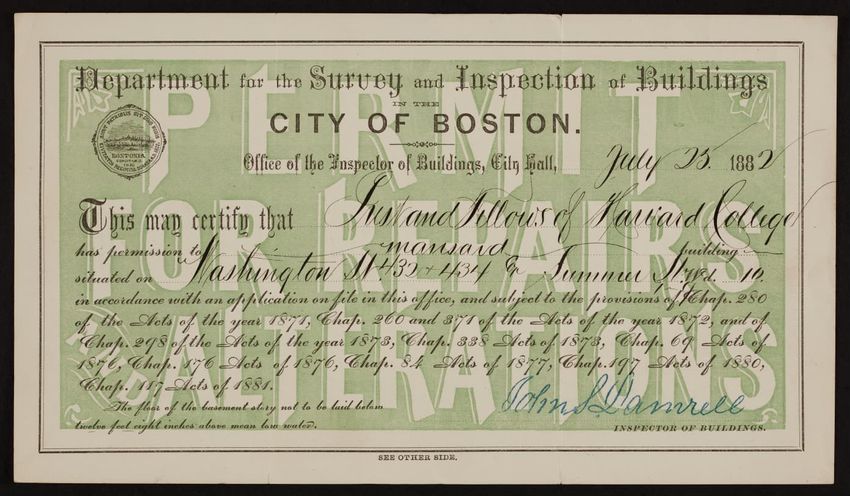 Department for the Survey and Inspection of Buildings
IN THE
CITY OF BOSTON.
Office of the Inspector of Buildings, City Hall, July 25. 1882
This may certify that Prest and Fellows of Harvard College
has permission to mansard building
situated on Washington St 432 & 434 & Summer St Wd. 10.
in accordance with an application on file in this office, and subject to the provisions of Chap. 280
of the Acts of the year 1871, Chap. 260 and 371 of the Acts of the year 1872, and of
Chap. 298 of the Acts of the year 1873, Chap. 338 Acts of 1873, Chap. 69 Acts of
1876, Chap. 176 Acts of 1876, Chap. 84 Acts of 1877, Chap. 197 Acts of 1880,
Chap. 117 Acts of 1881.
The floor of the basement story not to be laid below
twelve feet eight inches above mean low water.
John S. Damrell
INSPECTOR OF BUILDINGS.
PERMIT
FOR REPAIRS
ALTERATIONS
BOSTONIA
SEE OTHER SIDE.